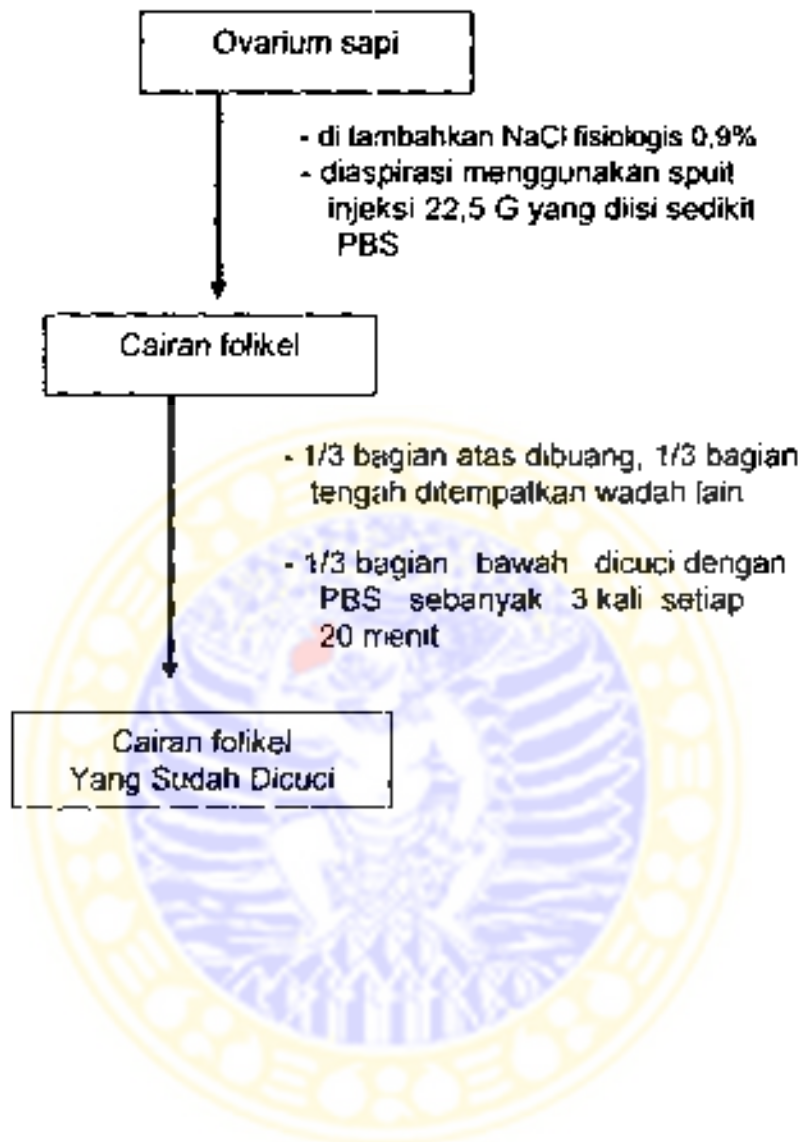 Ovarium sapi
- di tambahkan NaCl fisiologis 0,9%
- diaspirasi menggunakan spuit
injeksi 22,5 G yang diisi sedikit
PBS
Cairan folikel
- 1/3 bagian atas dibuang, 1/3 bagian
tengah ditempatkan wadah lain
- 1/3 bagian bawah dicuci dengan
PBS sebanyak 3 kali setiap
20 menit
Cairan folikel
Yang Sudah Dicuci